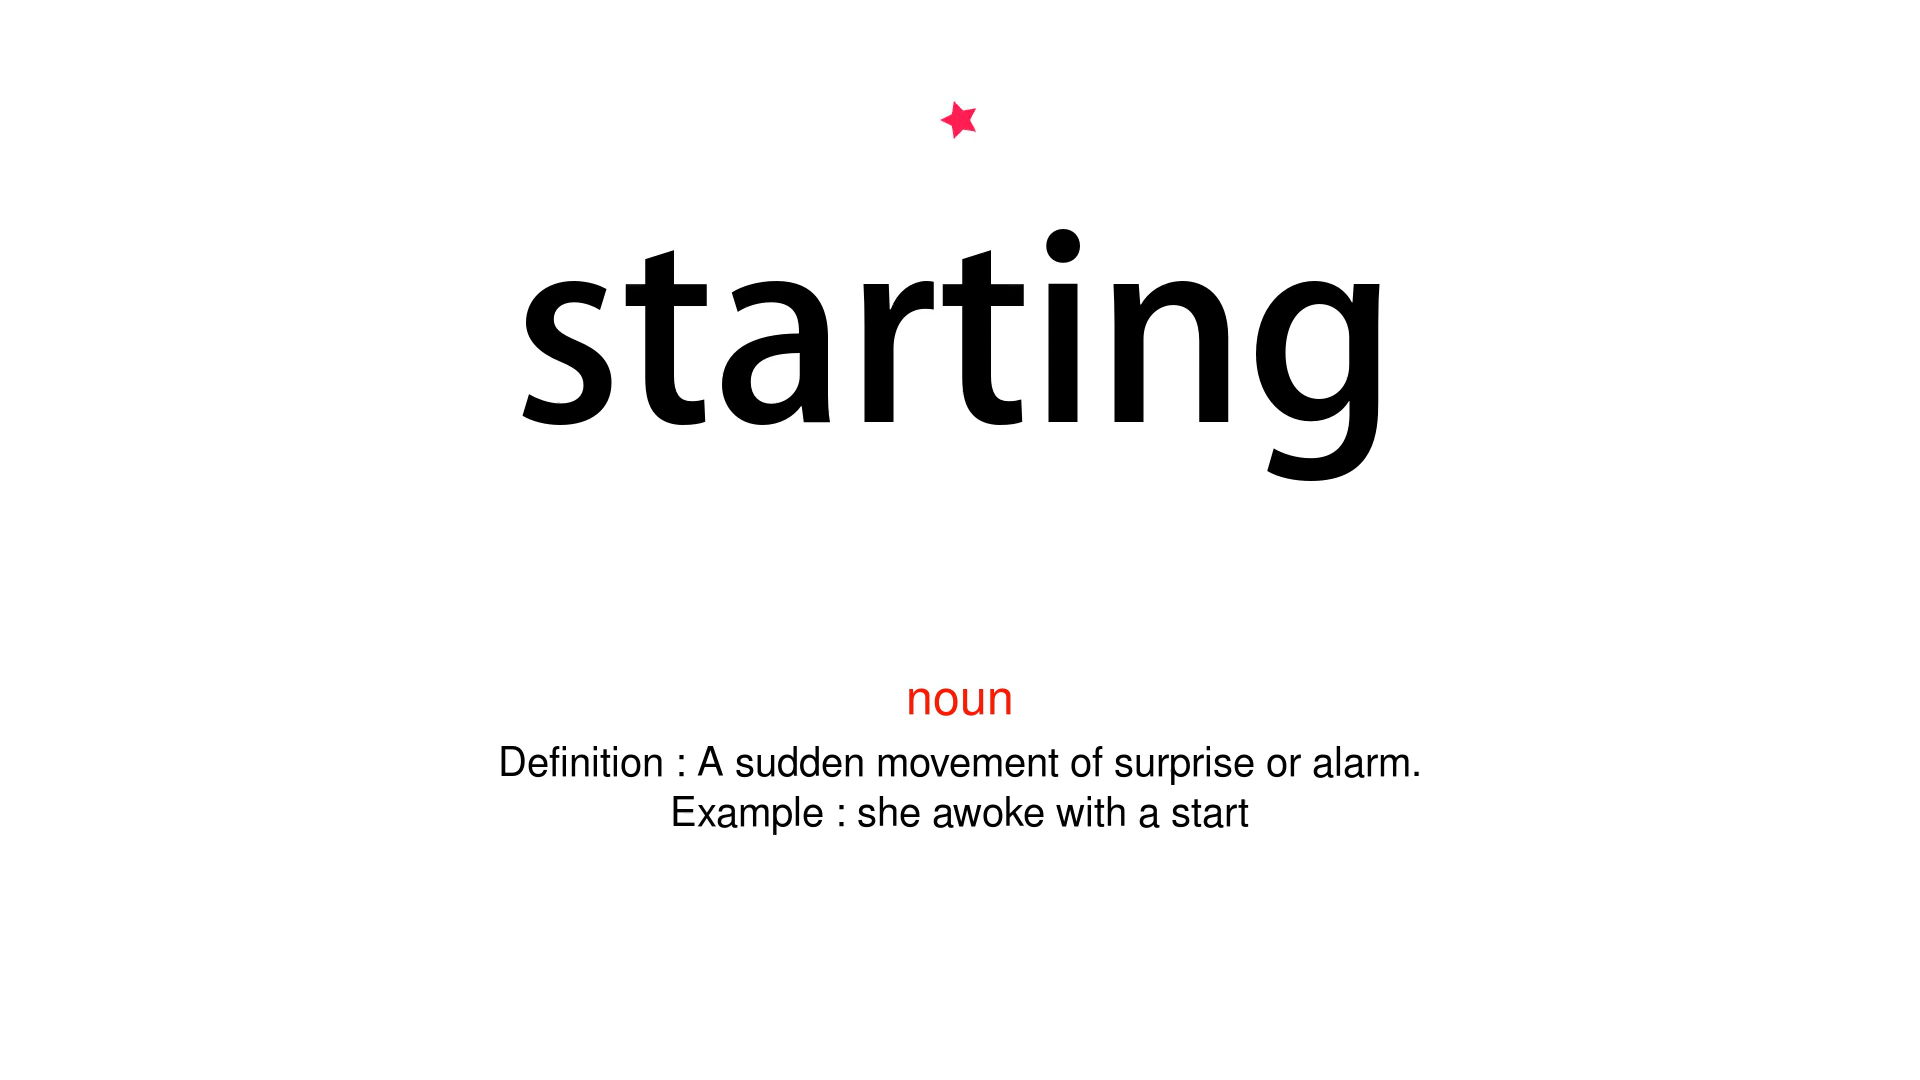 starting
noun
Definition : A sudden movement of surprise or alarm.
Example : she awoke with a start